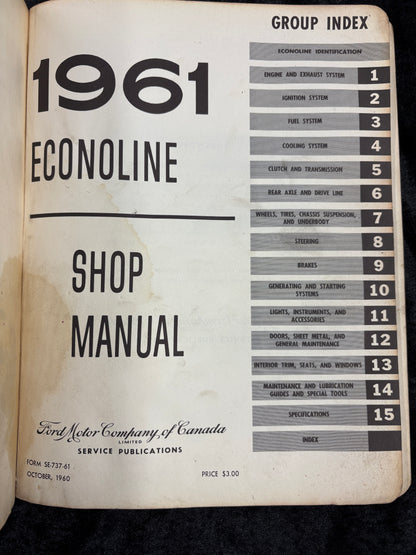 1961
ECONOLINE
SHOP
MANUAL
Ford Motor Company, of Canada
LIMITED
SERVICE PUBLICATIONS
FORM SE-737-61
OCTOBER, 1960
PRICE $3.00
GROUP INDEX
ECONOLINE IDENTIFICATION
ENGINE AND EXHAUST SYSTEM 1
IGNITION SYSTEM 2
FUEL SYSTEM 3
COOLING SYSTEM 4
CLUTCH AND TRANSMISSION 5
REAR AXLE AND DRIVE LINE 6
WHEELS, TIRES, CHASSIS SUSPENSION, 7
AND UNDERBODY
STEERING 8
BRAKES 9
GENERATING AND STARTING 10
SYSTEMS
LIGHTS, INSTRUMENTS, AND 11
ACCESSORIES
DOORS, SHEET METAL, AND 12
GENERAL MAINTENANCE
INTERIOR TRIM, SEATS, AND WINDOWS 13
MAINTENANCE AND LUBRICATION 14
GUIDES AND SPECIAL TOOLS
SPECIFICATIONS 15
INDEX